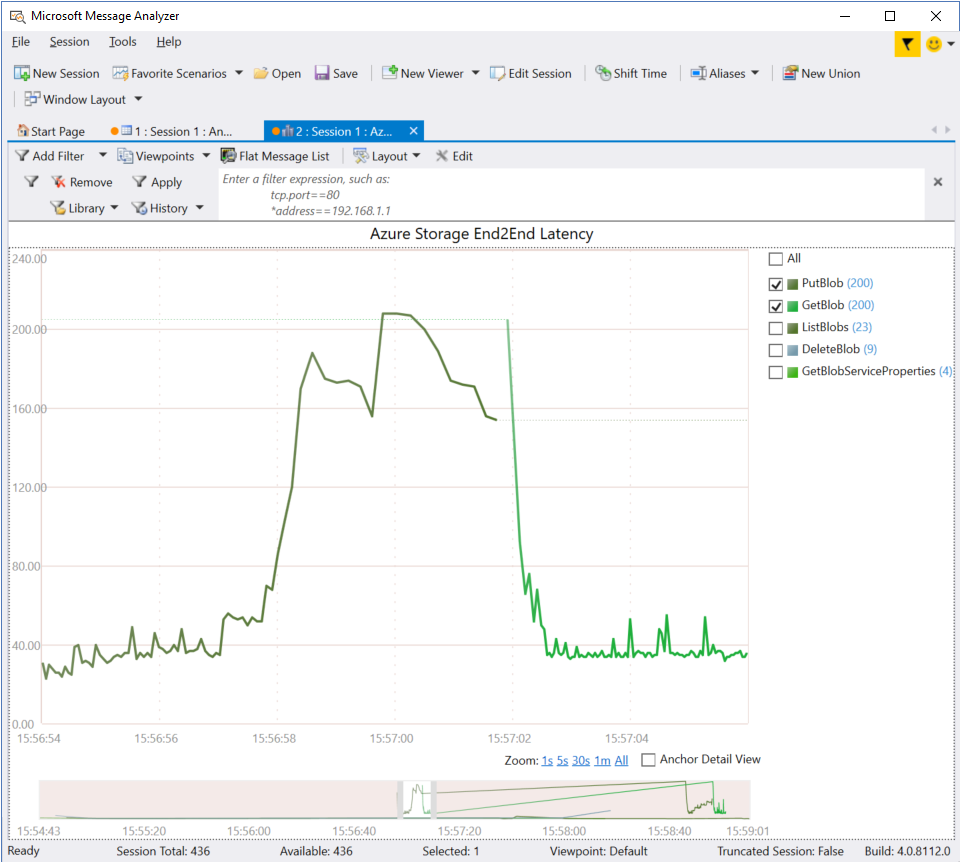 Microsoft Message Analyzer
File Session Tools Help
New Session Favorite Scenarios Open Save New Viewer Edit Session Shift Time Aliases New Union
Window Layout
Start Page 1 : Session 1 : An... 2 : Session 1 : Az...
Add Filter Viewpoints Flat Message List Layout Edit
Remove Apply
Library History
Enter a filter expression, such as:
tcp.port==80
*address==192.168.1.1
Azure Storage End2End Latency
240.00
200.00
160.00
120.00
80.00
40.00
0.00
15:56:54 15:56:56 15:56:58 15:57:00 15:57:02 15:57:04
All
PutBlob (200)
GetBlob (200)
ListBlobs (23)
DeleteBlob (9)
GetBlobServiceProperties (4)
Zoom: 1s 5s 30s 1m All Anchor Detail View
15:54:43 15:55:20 15:56:00 15:56:40 15:57:20 15:58:00 15:58:40 15:59:01
Ready Session Total: 436 Available: 436 Selected: 1 Viewpoint: Default Truncated Session: False Build: 4.0.8112.0